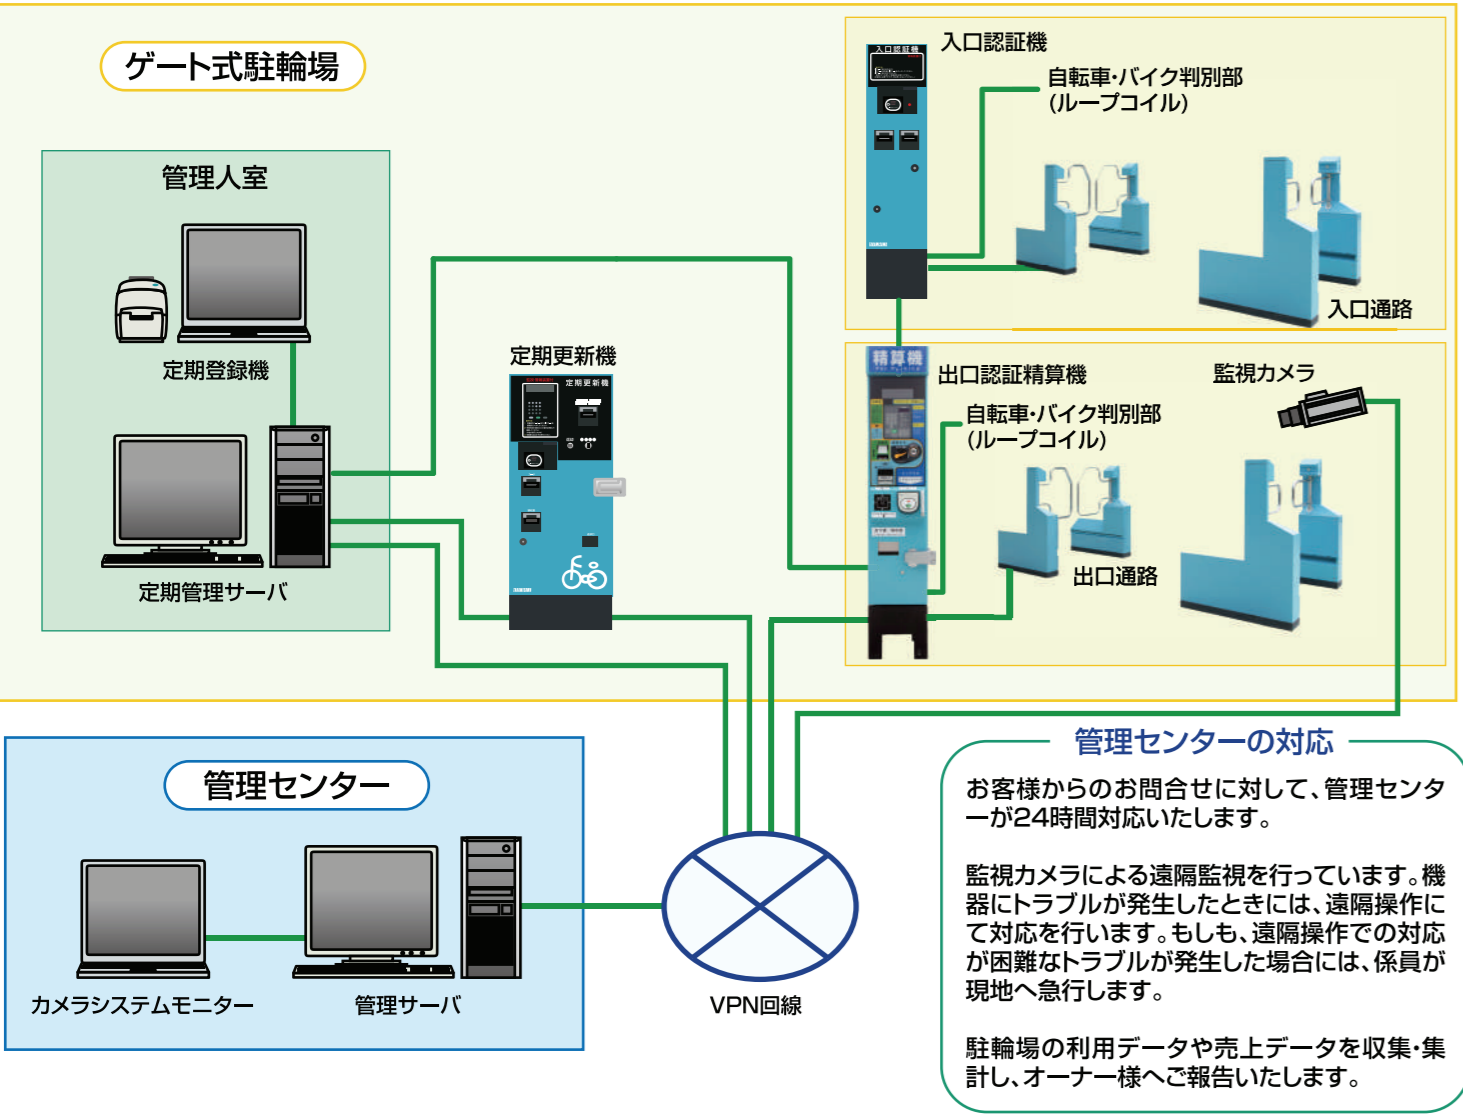 ゲート式駐輪場
入口認証機
入口認証機
自転車・バイク判別部
(ループコイル)
入口通路
管理人室
定期登録機
定期管理サーバ
定期更新機
定期更新機
精算機
出口認証精算機
自転車・バイク判別部
(ループコイル)
監視カメラ
出口通路
管理センター
カメラシステムモニター
管理サーバ
VPN回線
管理センターの対応
お客様からのお問合せに対して、管理センタ
ーが24時間対応いたします。
監視カメラによる遠隔監視を行っています。機
器にトラブルが発生したときには、遠隔操作に
て対応を行います。もしも、遠隔操作での対応
が困難なトラブルが発生した場合には、係員が
現地へ急行します。
駐輪場の利用データや売上データを収集・集
計し、オーナー様へご報告いたします。